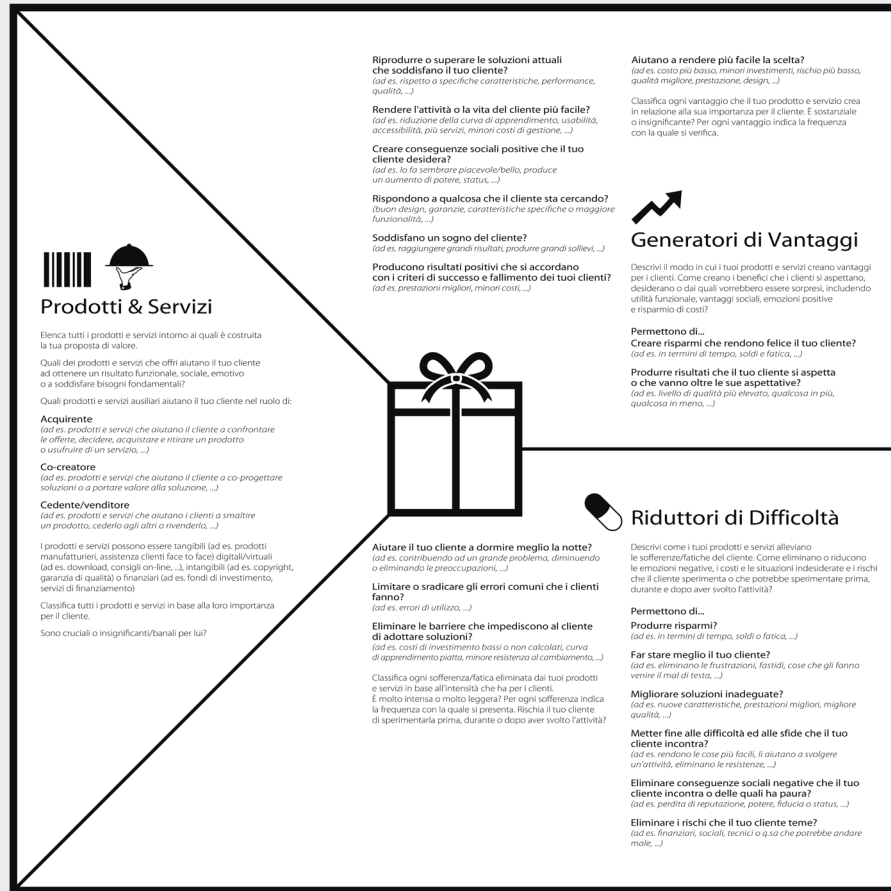 Prodotti & Servizi
Elenca tutti i prodotti e servizi intorno ai quali è costruita
la tua proposta di valore.
Quali dei prodotti e servizi che offri aiutano il tuo cliente
ad ottenere un risultato funzionale, sociale, emotivo
o a soddisfare bisogni fondamentali?
Quali prodotti e servizi ausiliari aiutano il tuo cliente nel ruolo di:
Acquirente
(ad es. prodotti e servizi che aiutano il cliente a confrontare
le offerte, decidere, acquistare e ritirare un prodotto
o usufruire di un servizio, ...)
Co-creatore
(ad es. prodotti e servizi che aiutano il cliente a co-progettare
soluzioni o a portare valore alla soluzione, ...)
Cedente/venditore
(ad es. prodotti e servizi che aiutano i clienti a smaltire
un prodotto, cederlo agli altri o rivenderlo, ...)
I prodotti e servizi possono essere tangibili (ad es. prodotti
manufatturieri, assistenza clienti face to face) digitali/virtuali
(ad es. download, consigli on-line, ..), intangibili (ad es. copyright,
garanzia di qualità) o finanziari (ad es. fondi di investimento,
servizi di finanziamento)
Classifica tutti i prodotti e servizi in base alla loro importanza
per il cliente.
Sono cruciali o insignificanti/banali per lui?
Riprodurre o superare le soluzioni attuali
che soddisfano il tuo cliente?
(ad es. rispetto a specifiche caratteristiche, performance,
qualità, ...)
Rendere l'attività o la vita del cliente più facile?
(ad es. riduzione della curva di apprendimento, usabilità,
accessibilità, più servizi, minori costi di gestione, ...)
Creare conseguenze sociali positive che il tuo
cliente desidera?
(ad es. lo fa sembrare piacevole/bello, produce
un aumento di potere, status, ...)
Rispondono a qualcosa che il cliente sta cercando?
(buon design, garanzie, caratteristiche specifiche o maggiore
funzionalità, ...)
Soddisfano un sogno del cliente?
(ad es. raggiungere grandi risultati, produrre grandi sollievi, ...)
Producono risultati positivi che si accordano
con i criteri di successo e fallimento dei tuoi clienti?
(ad es. prestazioni migliori, minori costi, ...)
Aiutano a rendere più facile la scelta?
(ad es. costo più basso, minori investimenti, rischio più basso,
qualità migliore, prestazione, design, ...)
Classifica ogni vantaggio che il tuo prodotto e servizio crea
in relazione alla sua importanza per il cliente. È sostanziale
o insignificante? Per ogni vantaggio indica la frequenza
con la quale si verifica.
Generatori di Vantaggi
Descrivi il modo in cui i tuoi prodotti e servizi creano vantaggi
per i clienti. Come creano i benefici che i clienti si aspettano,
desiderano o dai quali vorrebbero essere sorpresi, includendo
utilità funzionale, vantaggi sociali, emozioni positive
e risparmio di costi?
Permettono di...
Creare risparmi che rendono felice il tuo cliente?
(ad es. in termini di tempo, soldi e fatica, ...)
Produrre risultati che il tuo cliente si aspetta
o che vanno oltre le sue aspettative?
(ad es. livello di qualità più elevato, qualcosa in più,
qualcosa in meno, ...)
Aiutare il tuo cliente a dormire meglio la notte?
(ad es. contribuendo ad un grande problema, diminuendo
o eliminando le preoccupazioni, ...)
Limitare o sradicare gli errori comuni che i clienti
fanno?
(ad es. errori di utilizzo, ...)
Eliminare le barriere che impediscono al cliente
di adottare soluzioni?
(ad es. costi di investimento bassi o non calcolati, curva
di apprendimento piatta, minore resistenza al cambiamento, ...)
Classifica ogni sofferenza/fatica eliminata dai tuoi prodotti
e servizi in base all'intensità che ha per i clienti.
È molto intensa o molto leggera? Per ogni sofferenza indica
la frequenza con la quale si presenta. Rischia il tuo cliente
di sperimentarla prima, durante o dopo aver svolto l'attività?
Riduttori di Difficoltà
Descrivi come i tuoi prodotti e servizi alleviano
le sofferenze/fatiche del cliente. Come eliminano o riducono
le emozioni negative, i costi e le situazioni indesiderate e i rischi
che il cliente sperimenta o che potrebbe sperimentare prima,
durante e dopo aver svolto l'attività?
Permettono di...
Produrre risparmi?
(ad es. in termini di tempo, soldi o fatica, ...)
Far stare meglio il tuo cliente?
(ad es. eliminano le frustrazioni, fastidi, cose che gli fanno
venire il mal di testa, ...)
Migliorare soluzioni inadeguate?
(ad es. nuove caratteristiche, prestazioni migliori, migliore
qualità, ...)
Metter fine alle difficoltà ed alle sfide che il tuo
cliente incontra?
(ad es. rendono le cose più facili, li aiutano a svolgere
un'attività, eliminano le resistenze, ...)
Eliminare conseguenze sociali negative che il tuo
cliente incontra o delle quali ha paura?
(ad es. perdita di reputazione, potere, fiducia o status, ...)
Eliminare i rischi che il tuo cliente teme?
(ad es. finanziari, sociali, tecnici o q.sa che potrebbe andare
male, ...)